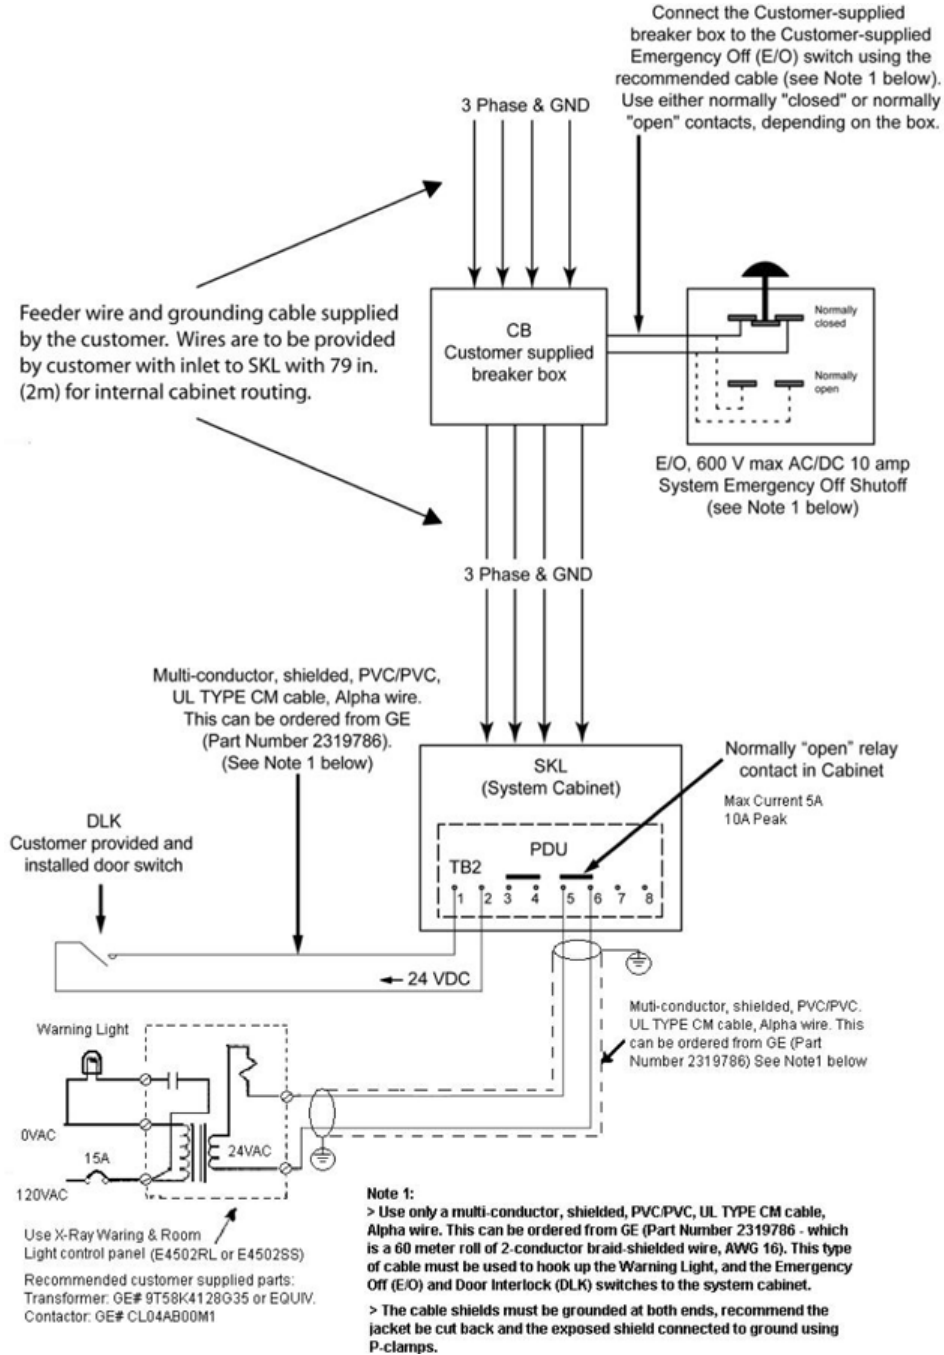 Connect the Customer-supplied
breaker box to the Customer-supplied
Emergency Off (E/O) switch using the
recommended cable (see Note 1 below).
Use either normally "closed" or normally
"open" contacts, depending on the box.
3 Phase & GND
Feeder wire and grounding cable supplied
by the customer. Wires are to be provided
by customer with inlet to SKL with 79 in.
(2m) for internal cabinet routing.
CB
Customer supplied
breaker box
Normally
closed
Normally
open
E/O, 600 V max AC/DC 10 amp
System Emergency Off Shutoff
(see Note 1 below)
3 Phase & GND
Multi-conductor, shielded, PVC/PVC,
UL TYPE CM cable, Alpha wire.
This can be ordered from GE
(Part Number 2319786).
(See Note 1 below)
SKL
(System Cabinet)
Normally "open" relay
contact in Cabinet
Max Current 5A
10A Peak
DLK
Customer provided and
installed door switch
PDU
TB2
1 2 3 4 5 6 7 8
24 VDC
Muti-conductor, shielded, PVC/PVC.
UL TYPE CM cable, Alpha wire. This
can be ordered from GE (Part
Number 2319786) See Note1 below
Warning Light
0VAC
24VAC
15A
120VAC
Use X-Ray Waring & Room
Light control panel (E4502RL or E4502SS)
Recommended customer supplied parts:
Transformer: GE# 9T58K4128G35 or EQUIV.
Contactor: GE# CL04AB00M1
Note 1:
> Use only a multi-conductor, shielded, PVC/PVC, UL TYPE CM cable,
Alpha wire. This can be ordered from GE (Part Number 2319786 - which
is a 60 meter roll of 2-conductor braid-shielded wire, AWG 16). This type
of cable must be used to hook up the Warning Light, and the Emergency
Off (E/O) and Door Interlock (DLK) switches to the system cabinet.
> The cable shields must be grounded at both ends, recommend the
jacket be cut back and the exposed shield connected to ground using
P-clamps.